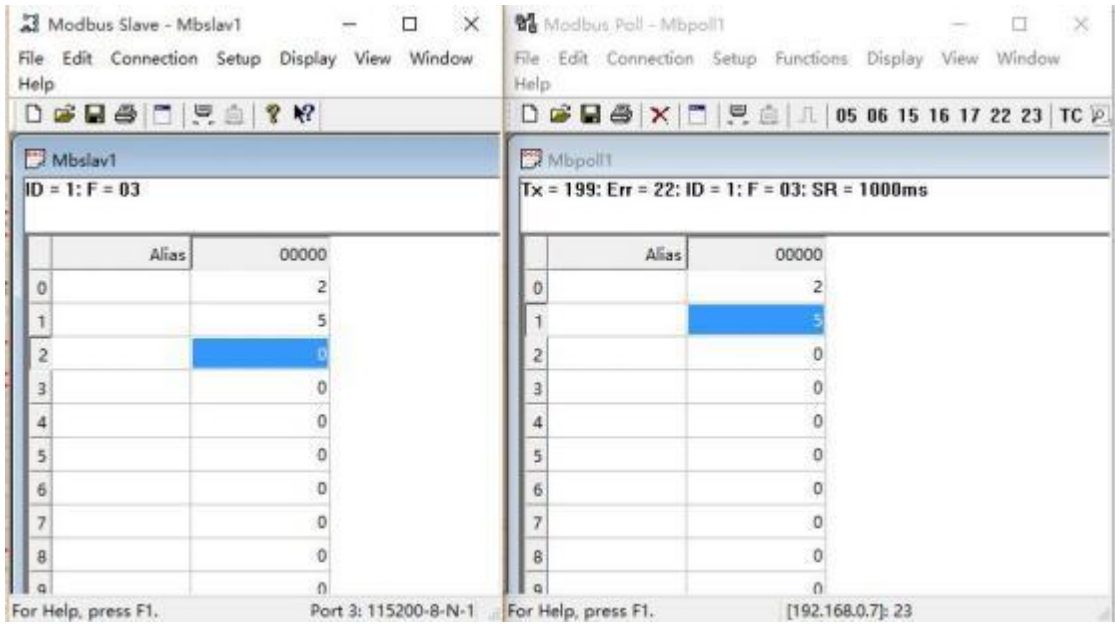 Modbus Slave - Mbslav1
File Edit Connection Setup Display View Window
Help
Mbslav1
ID = 1: F = 03
Alias 00000
0 2
1 5
2 0
3 0
4 0
5 0
6 0
7 0
8 0
9 0
For Help, press F1. Port 3: 115200-8-N-1
Modbus Poll - Mbpoll1
File Edit Connection Setup Functions Display View Window
Help
05 06 15 16 17 22 23 TC
Mbpoll1
Tx = 199: Err = 22: ID = 1: F = 03: SR = 1000ms
Alias 00000
0 2
1 5
2 0
3 0
4 0
5 0
6 0
7 0
8 0
9 0
For Help, press F1. [192.168.0.7]: 23